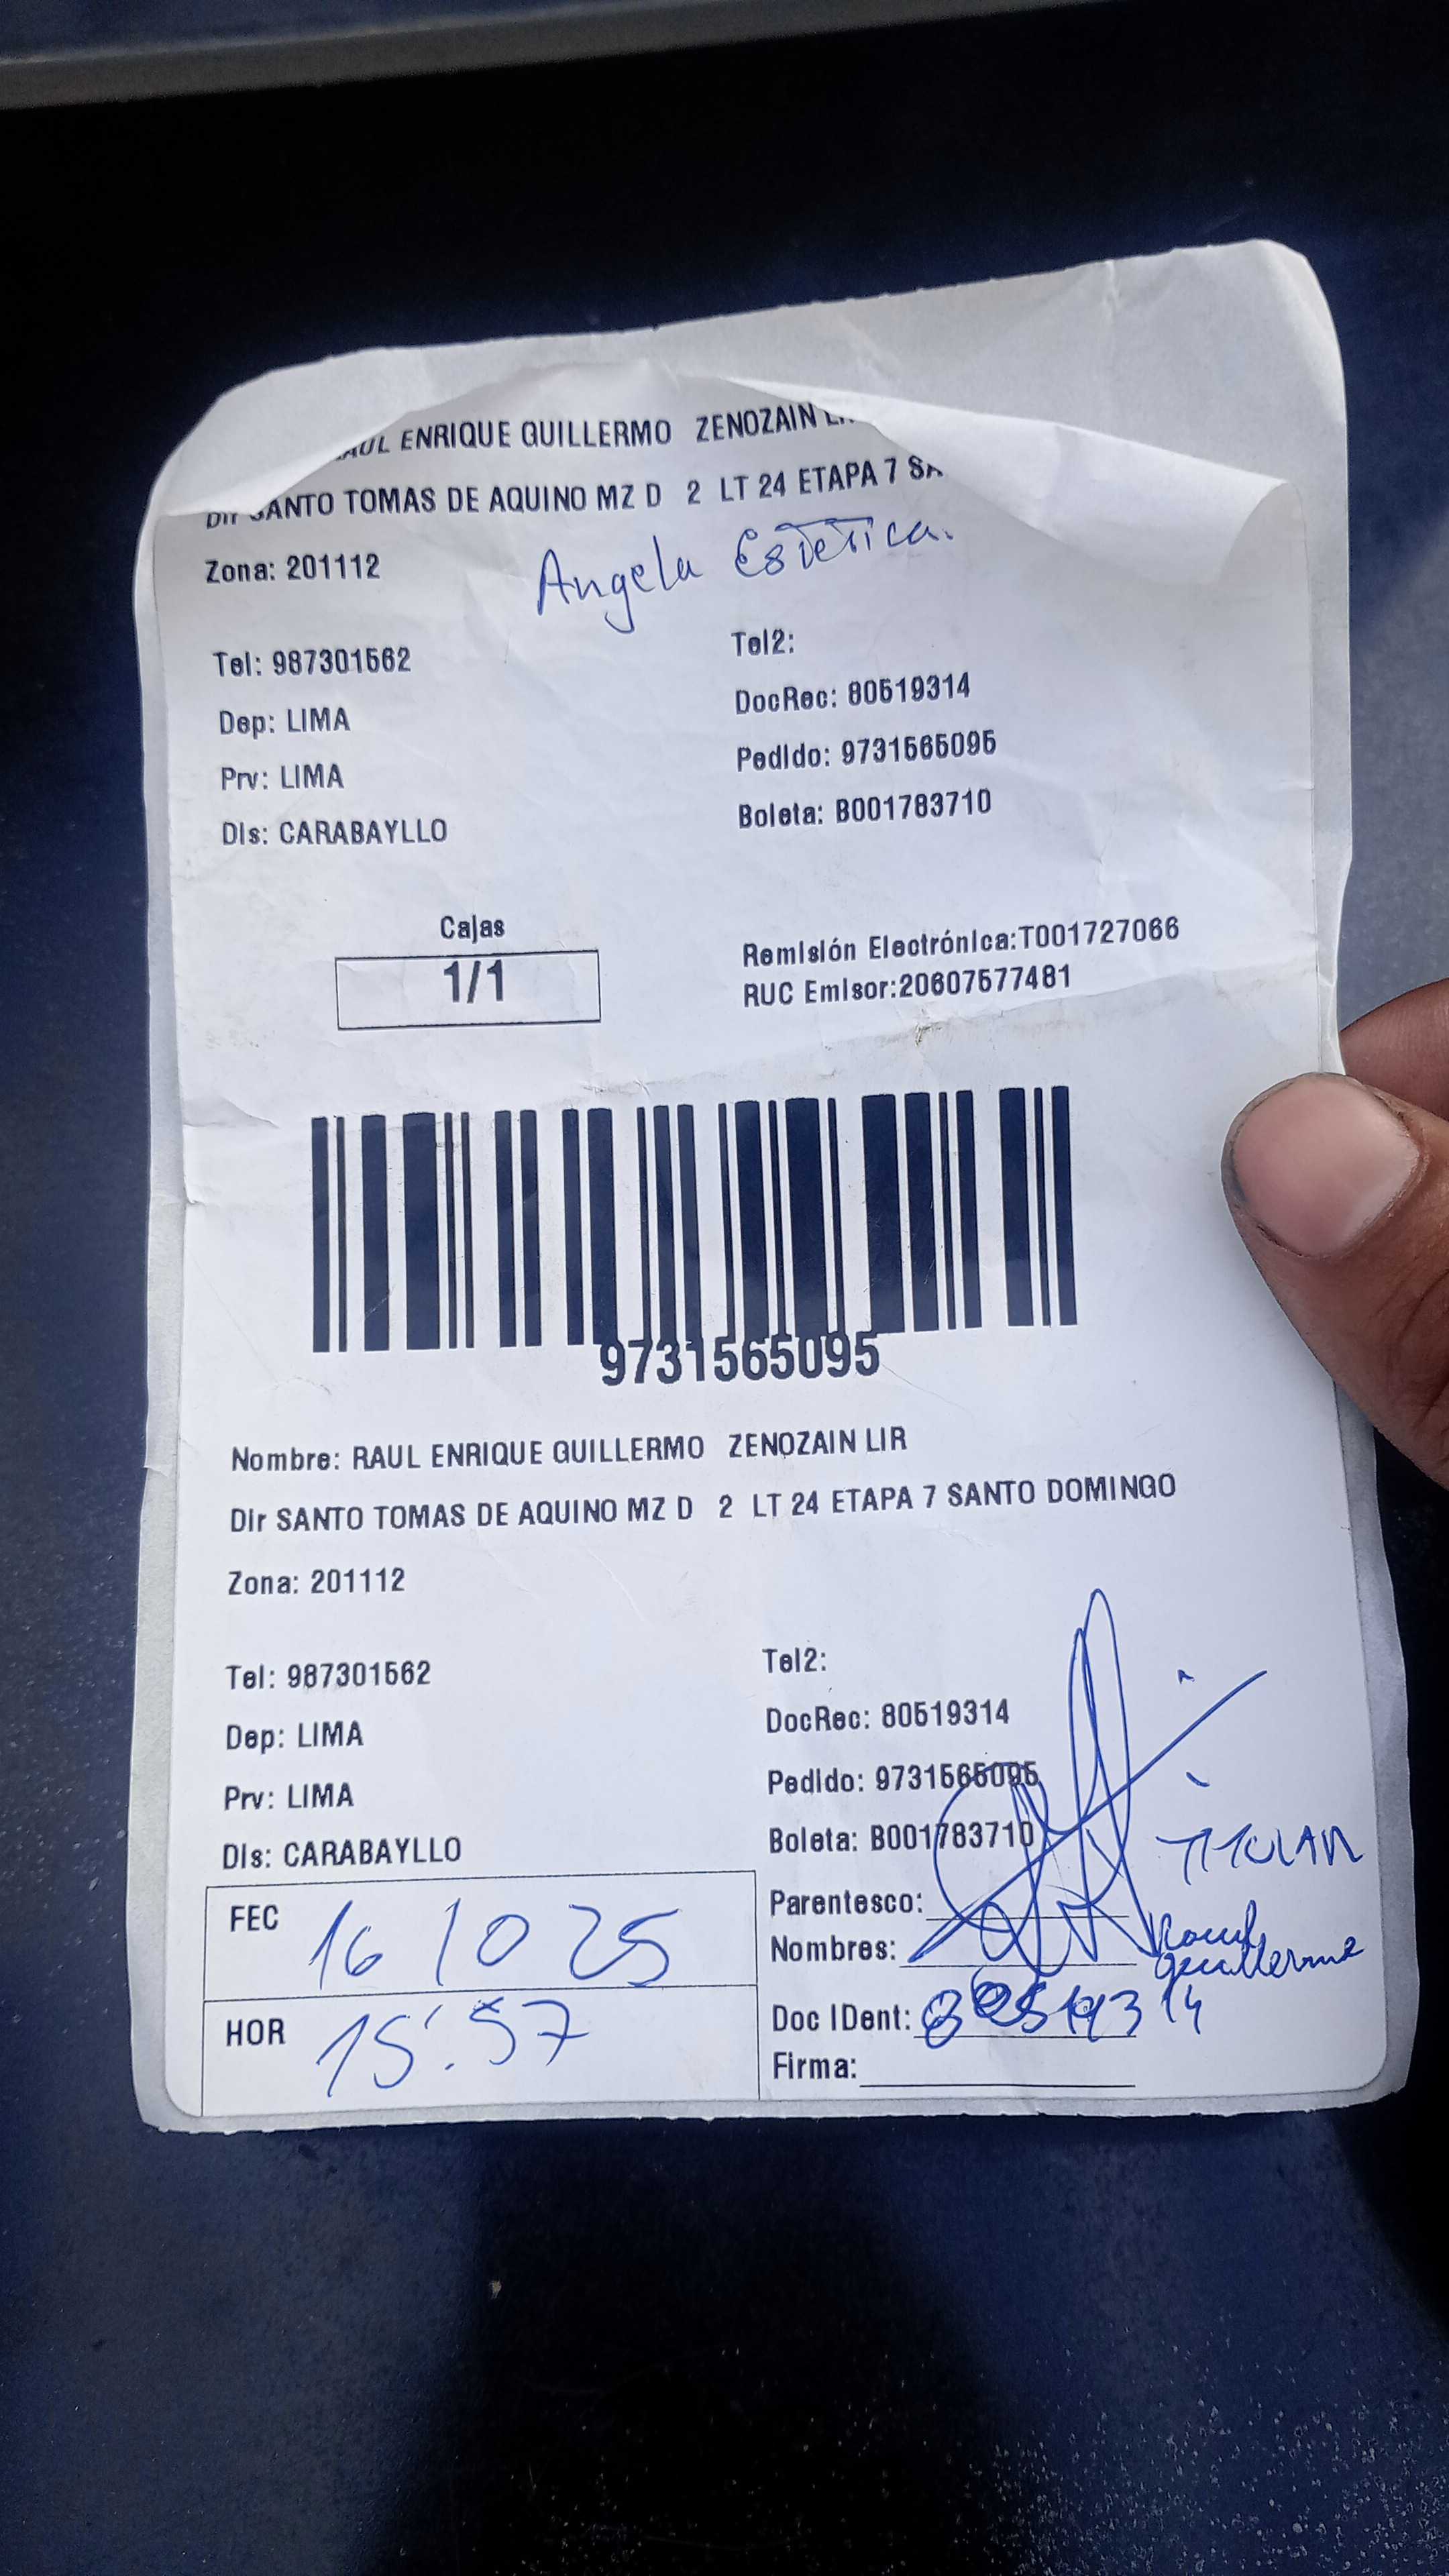 AUL ENRIQUE GUILLERMO ZENOZAIN
Dir SANTO TOMAS DE AQUINO MZ D 2 LT 24 ETAPA 7
Zona: 201112
Angela Estetica.
Tel: 987301562
Tel2:
Dep: LIMA
DocRec: 80519314
Prv: LIMA
Pedido: 9731565095
Dis: CARABAYLLO
Boleta: B001783710
Cajas
1/1
Remisión Electrónica:T001727066
RUC Emisor:20607577481
9731565095
Nombre: RAUL ENRIQUE GUILLERMO ZENOZAIN LIR
Dir SANTO TOMAS DE AQUINO MZ D 2 LT 24 ETAPA 7 SANTO DOMINGO
Zona: 201112
Tel: 987301562
Tel2:
Dep: LIMA
DocRec: 80519314
Prv: LIMA
Pedido: 9731565095
Dis: CARABAYLLO
Boleta: B001783710
TITULAR
FEC 16 10 25
Parentesco:
Nombres: Raul Guillermo
HOR 15:57
Doc IDent: 80519314
Firma: